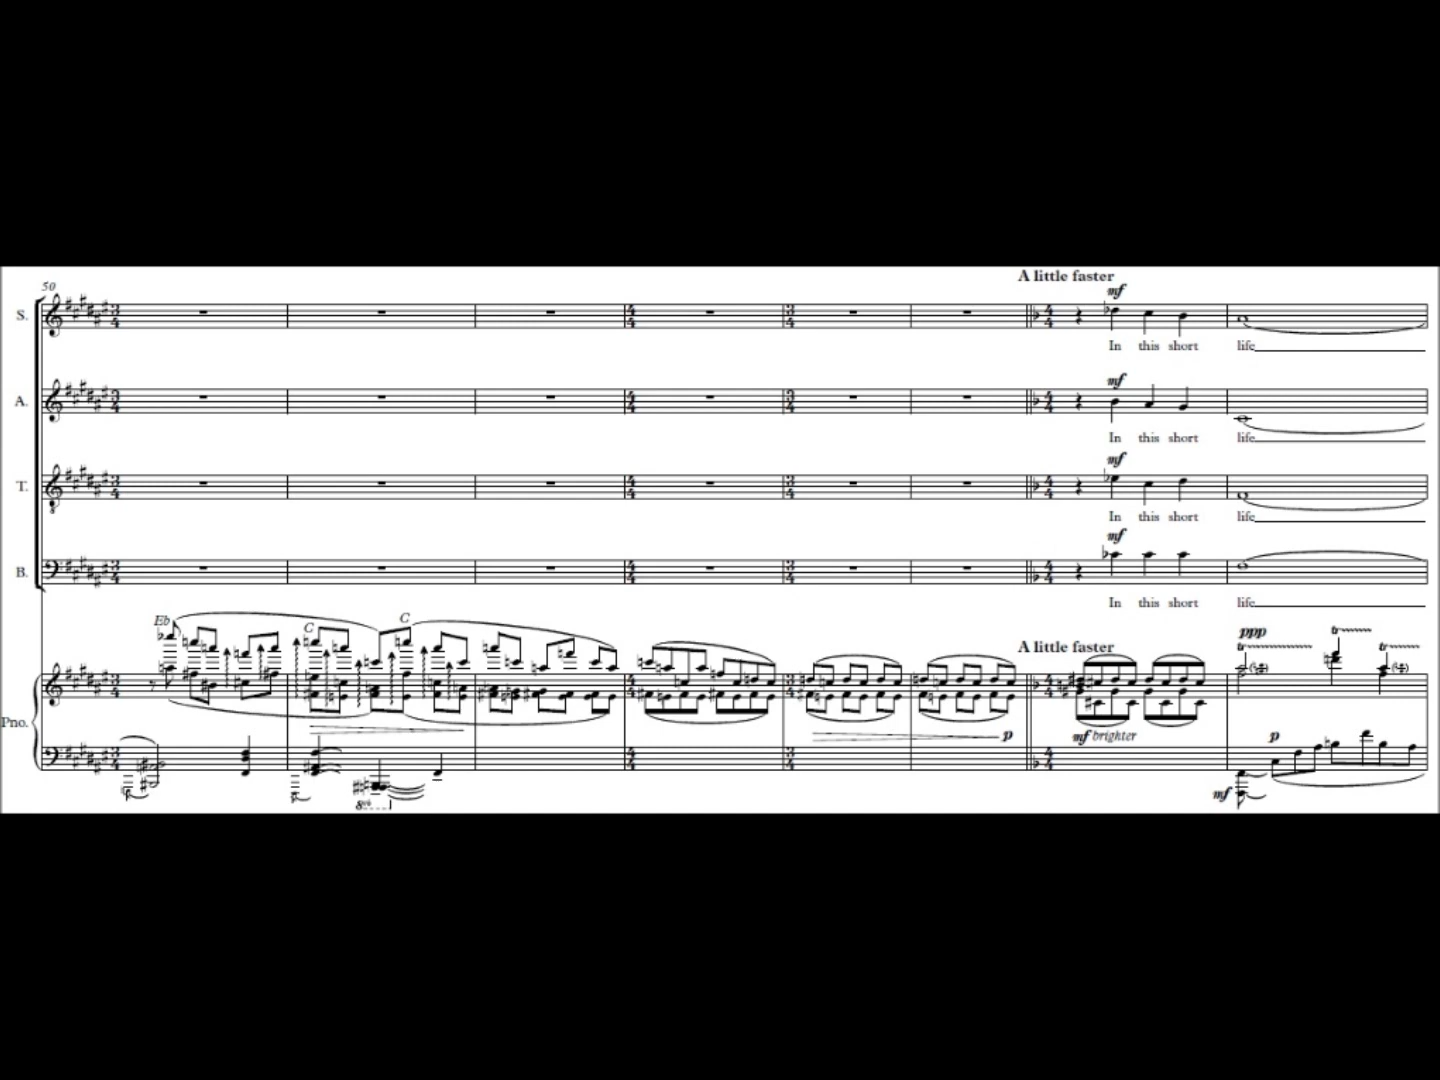 A little faster
50
mf
S.
In this short life
mf
A.
In this short life
mf
T.
In this short life
mf
B.
In this short life
Eb C C
ppp
tr tr tr
A little faster
Pno.
p
mf brighter
p
mf
8vb